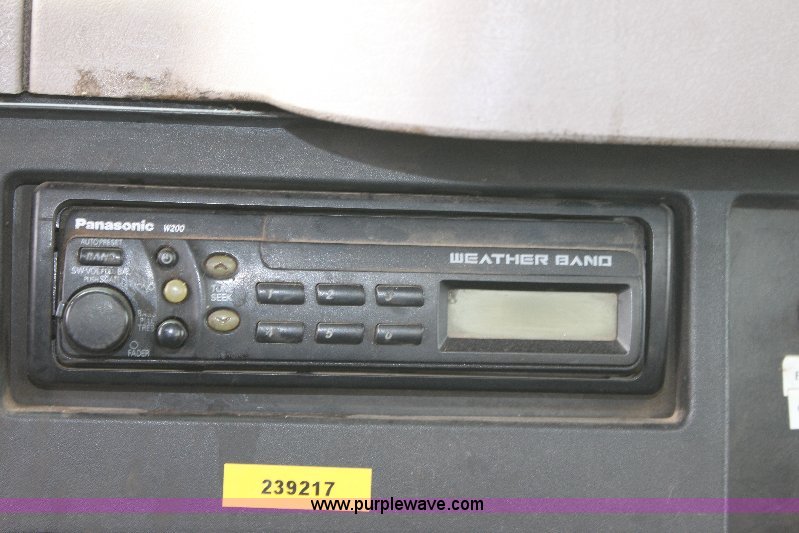 Panasonic W200
AUTO PRESET
BAND
WEATHER BAND
SEEK
1 2 3
4 5 6
FADER
239217
www.purplewave.com